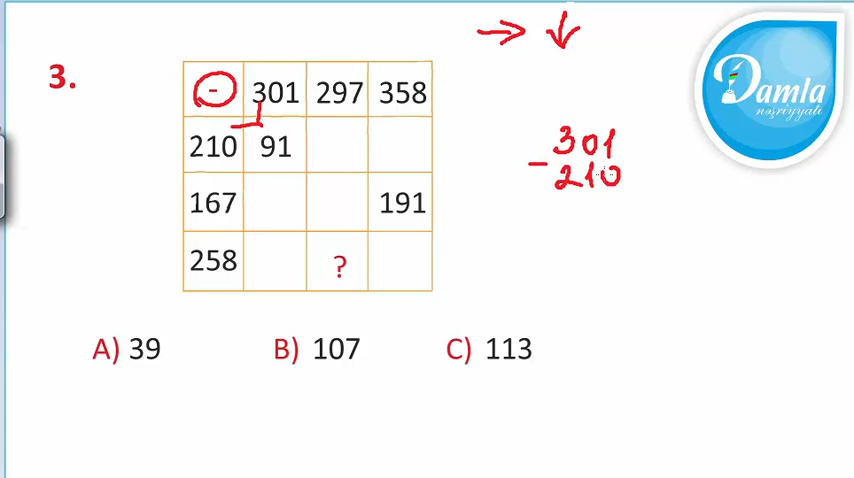 3.
- 301 297 358
210 91
167 191
258 ?
- 301
210
Damla
nəşriyyatı
A) 39 B) 107 C) 113